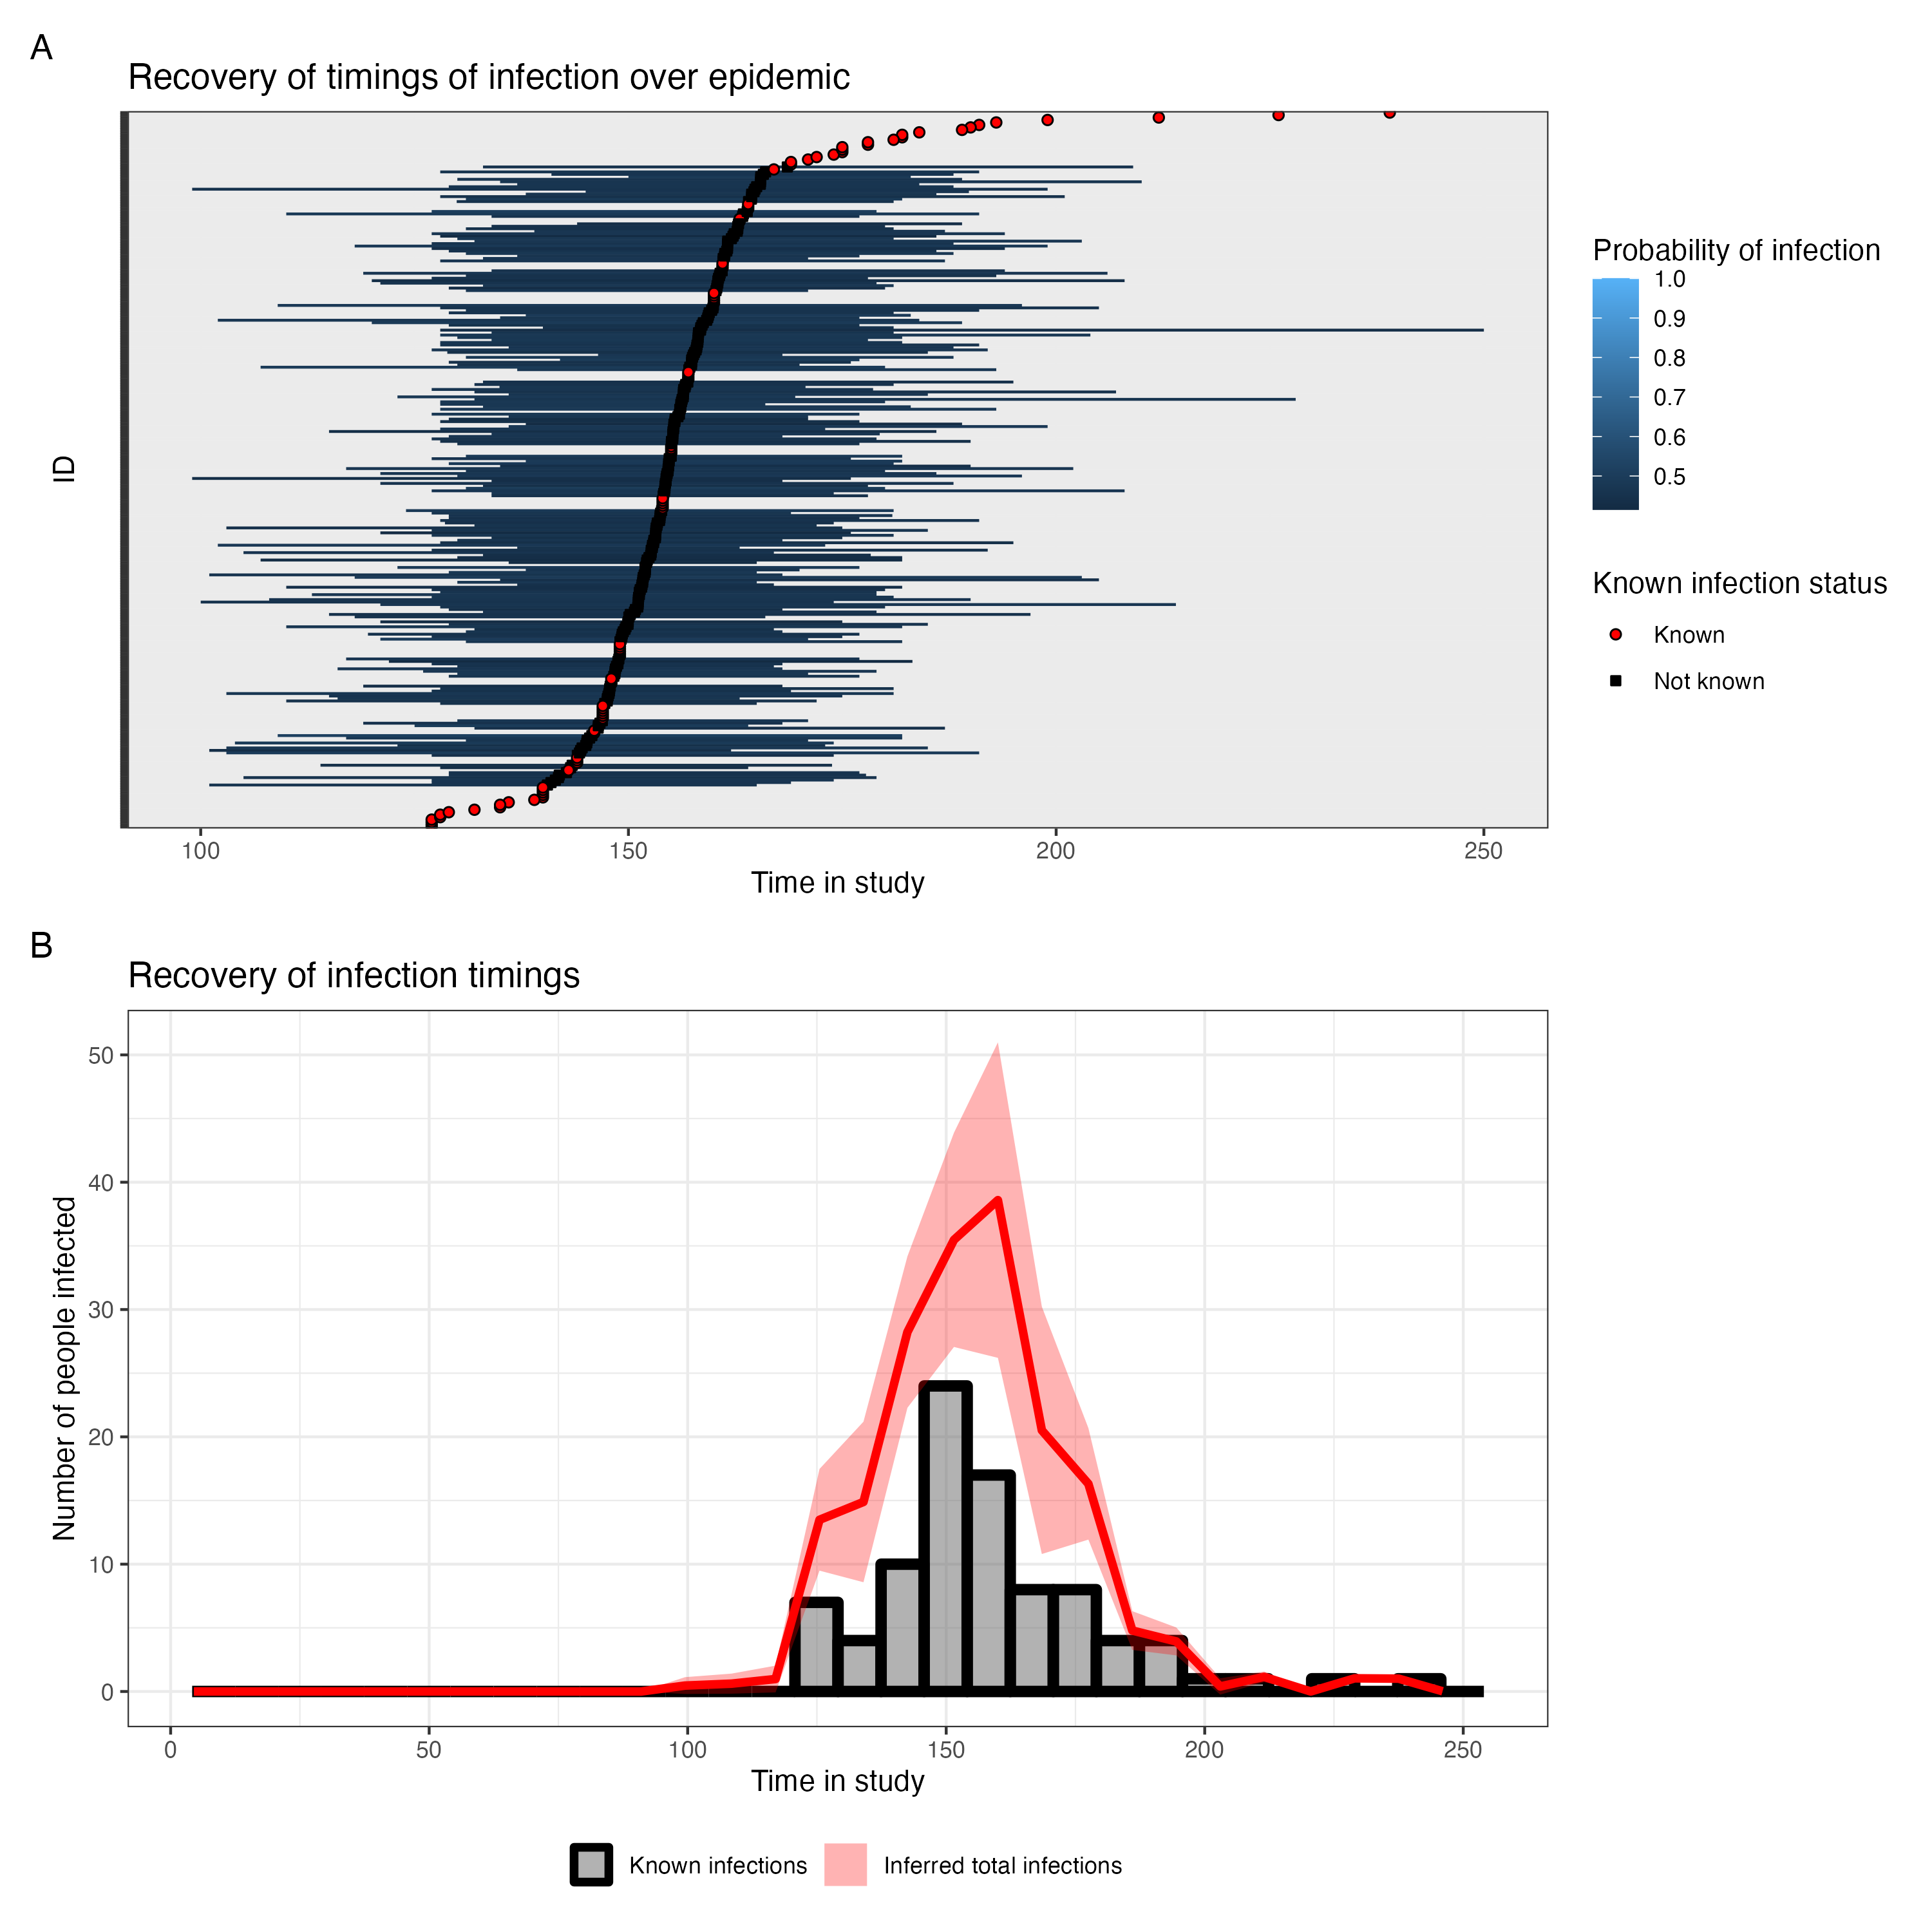 A
Recovery of timings of infection over epidemic
ID
100 150 200 250
Time in study
Probability of infection
1.0
0.9
0.8
0.7
0.6
0.5
Known infection status
Known
Not known
B
Recovery of infection timings
Number of people infected
50
40
30
20
10
0
0 50 100 150 200 250
Time in study
Known infections Inferred total infections